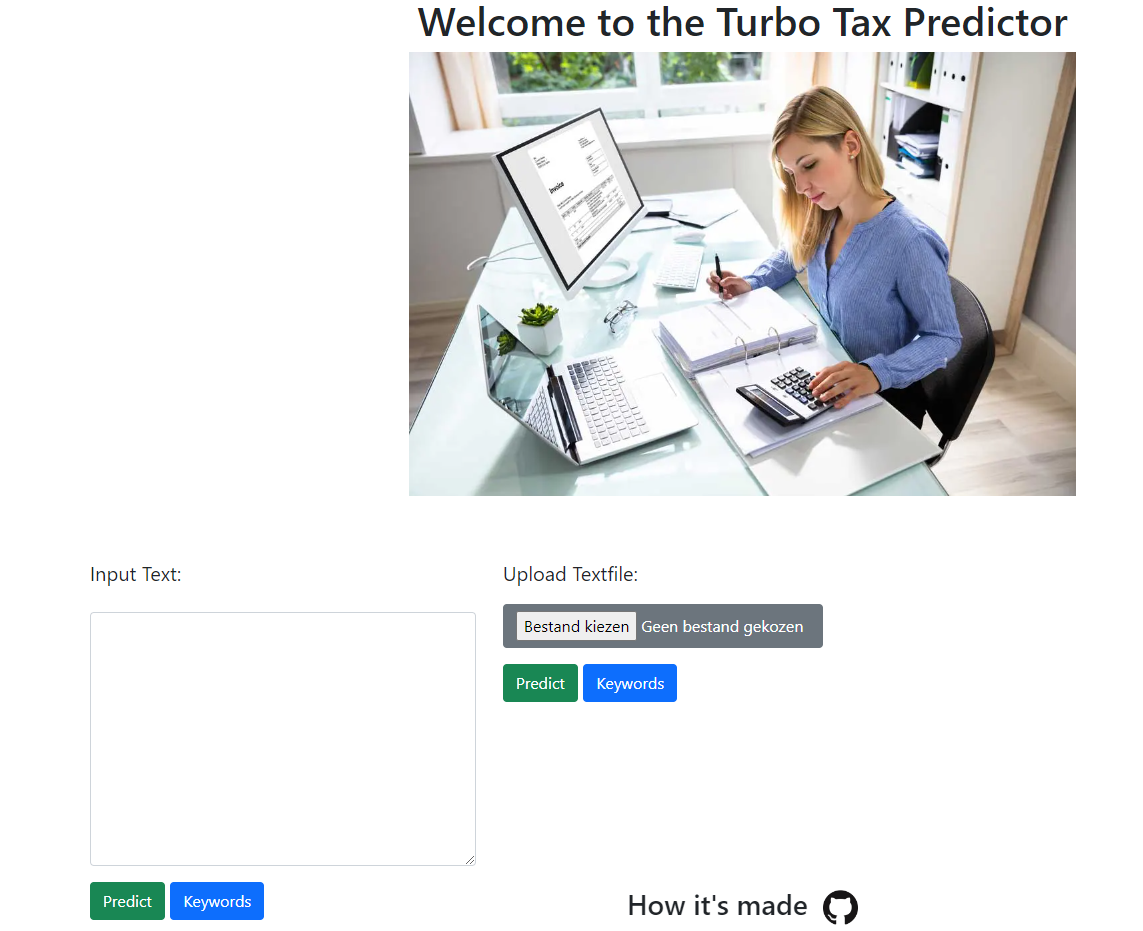 Welcome to the Turbo Tax Predictor
Invoice
Input Text:
Upload Textfile:
Bestand kiezen Geen bestand gekozen
Predict Keywords
Predict Keywords
How it's made